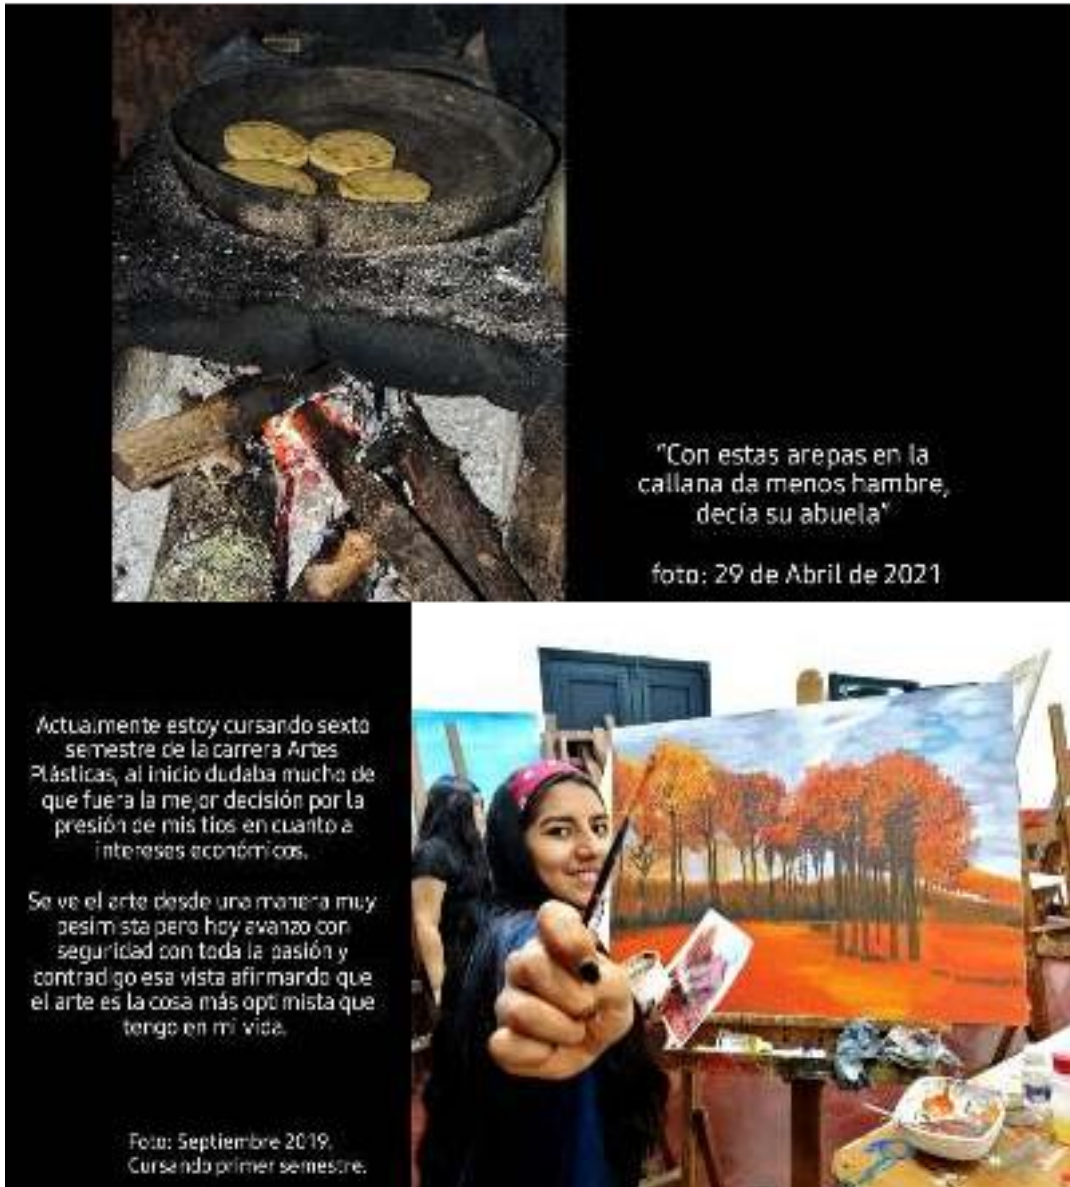 "Con estas arepas en la
callana da menos hambre,
decía su abuela"
foto: 29 de Abril de 2021
Actualmente estoy cursando sexto
semestre de la carrera Artes
Plásticas, al inicio dudaba mucho de
que fuera la mejor decisión por la
presión de mis tios en cuanto a
intereses económicos.
Se ve el arte desde una manera muy
pesimista pero hoy avanzo con
seguridad con toda la pasión y
contradigo esa vista afirmando que
el arte es la cosa más optimista que
tengo en mi vida.
Foto: Septiembre 2019.
Cursando primer semestre.